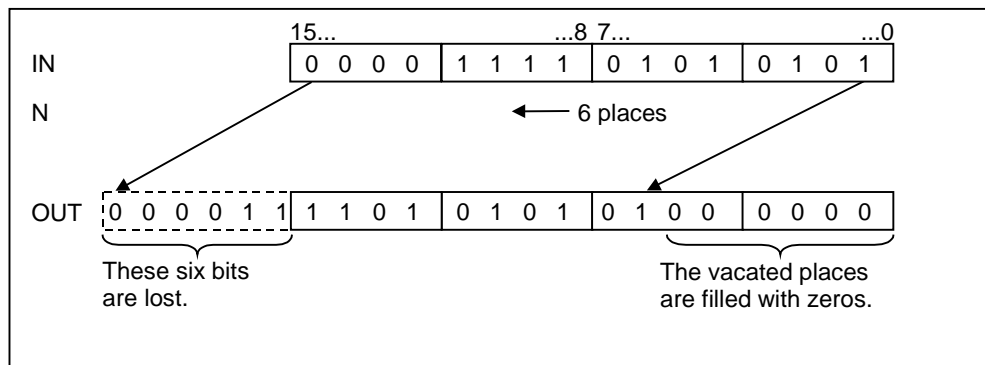 15... ...8 7... ...0
IN 0 0 0 0 1 1 1 1 0 1 0 1 0 1 0 1
N 6 places
OUT 0 0 0 0 1 1 1 1 0 1 0 1 0 1 0 1 0 0 0 0 0 0
These six bits
are lost.
The vacated places
are filled with zeros.